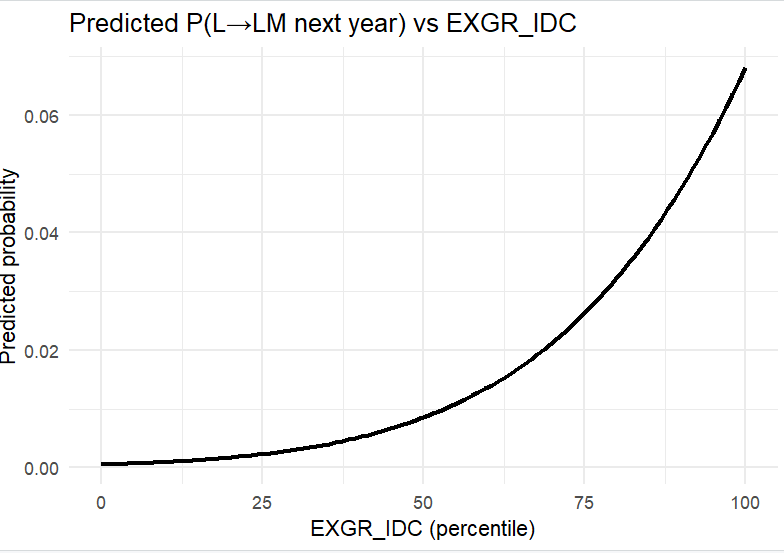 Predicted P(L→LM next year) vs EXGR_IDC
Predicted probability
0.06
0.04
0.02
0.00
0 25 50 75 100
EXGR_IDC (percentile)